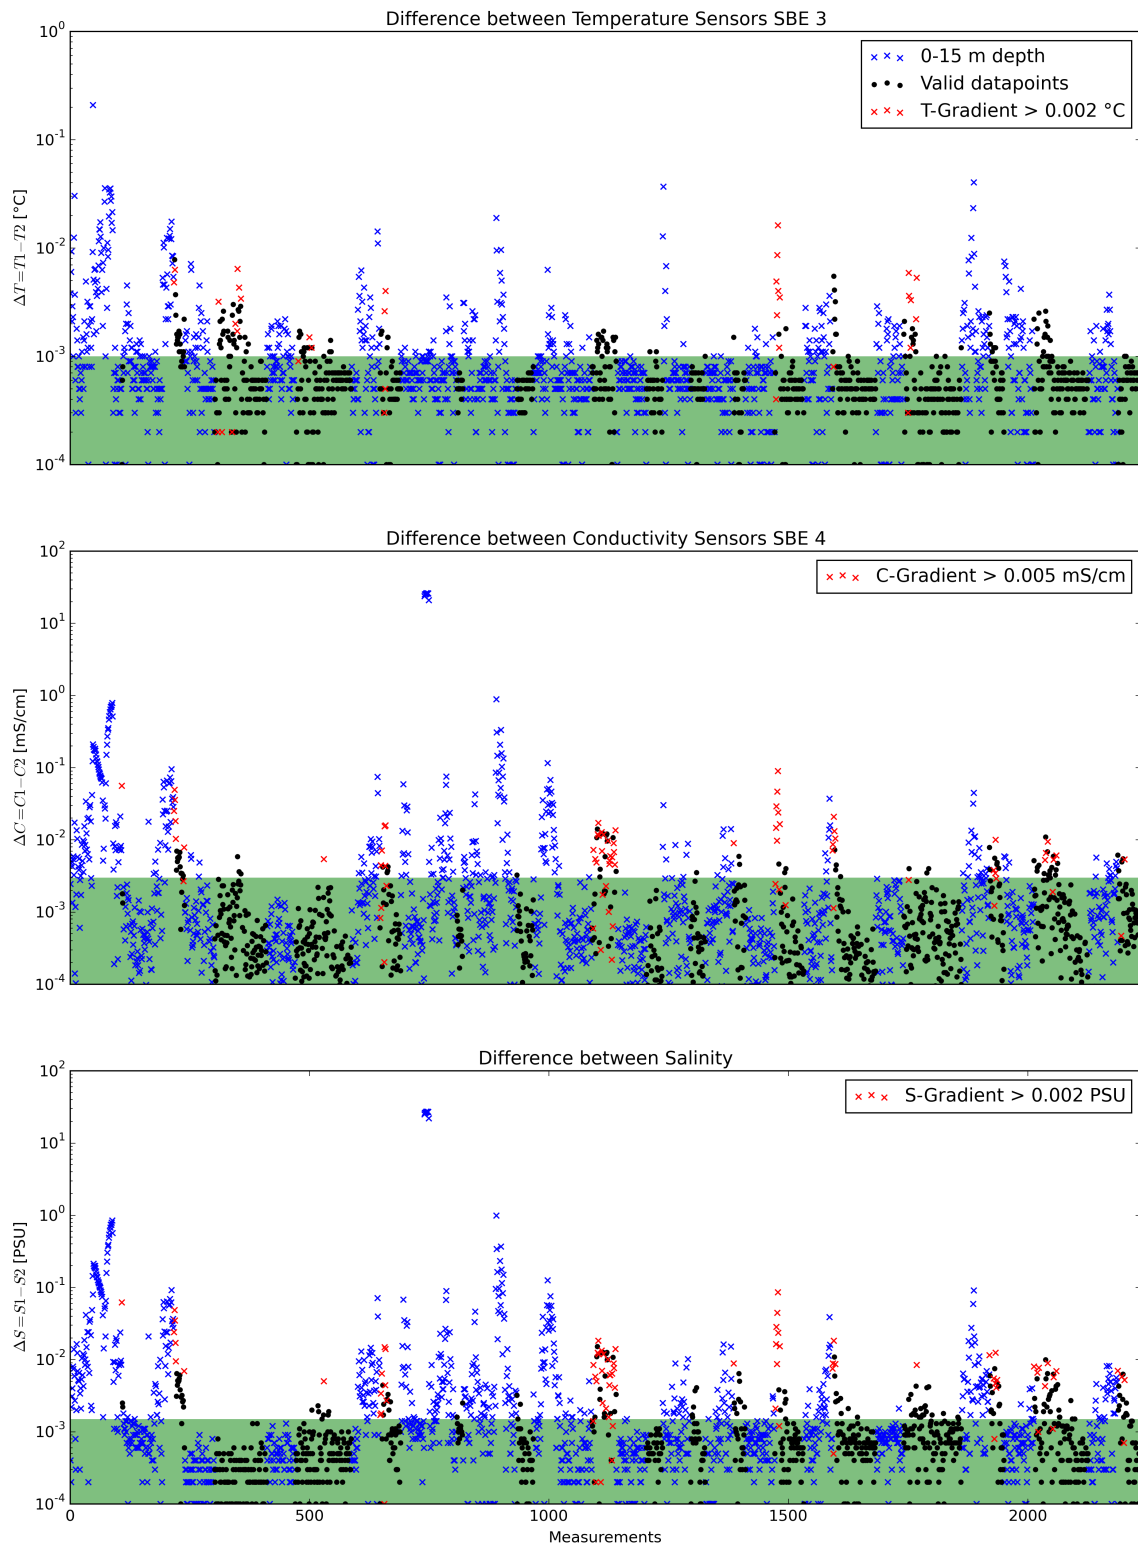 Difference between Temperature Sensors SBE 3
10^0
10^-1
10^-2
10^-3
10^-4
ΔT=T1−T2 [°C]
0-15 m depth
Valid datapoints
T-Gradient > 0.002 °C
Difference between Conductivity Sensors SBE 4
10^2
10^1
10^0
10^-1
10^-2
10^-3
10^-4
ΔC=C1−C2 [mS/cm]
C-Gradient > 0.005 mS/cm
Difference between Salinity
10^2
10^1
10^0
10^-1
10^-2
10^-3
10^-4
ΔS=S1−S2 [PSU]
S-Gradient > 0.002 PSU
0 500 1000 1500 2000
Measurements